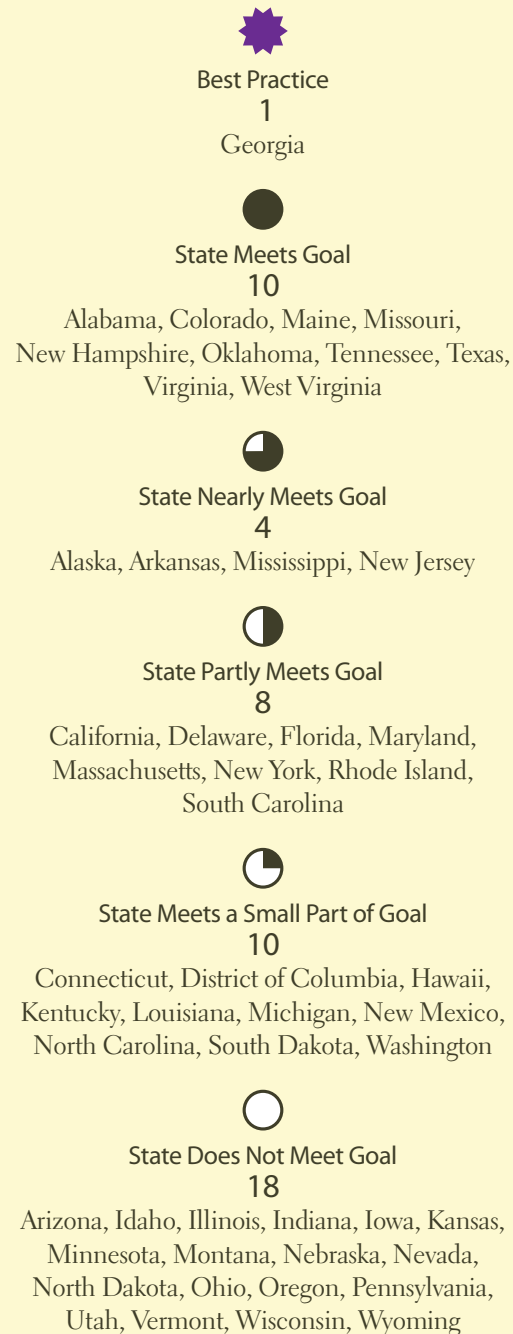 Best Practice
1
Georgia
State Meets Goal
10
Alabama, Colorado, Maine, Missouri,
New Hampshire, Oklahoma, Tennessee, Texas,
Virginia, West Virginia
State Nearly Meets Goal
4
Alaska, Arkansas, Mississippi, New Jersey
State Partly Meets Goal
8
California, Delaware, Florida, Maryland,
Massachusetts, New York, Rhode Island,
South Carolina
State Meets a Small Part of Goal
10
Connecticut, District of Columbia, Hawaii,
Kentucky, Louisiana, Michigan, New Mexico,
North Carolina, South Dakota, Washington
State Does Not Meet Goal
18
Arizona, Idaho, Illinois, Indiana, Iowa, Kansas,
Minnesota, Montana, Nebraska, Nevada,
North Dakota, Ohio, Oregon, Pennsylvania,
Utah, Vermont, Wisconsin, Wyoming